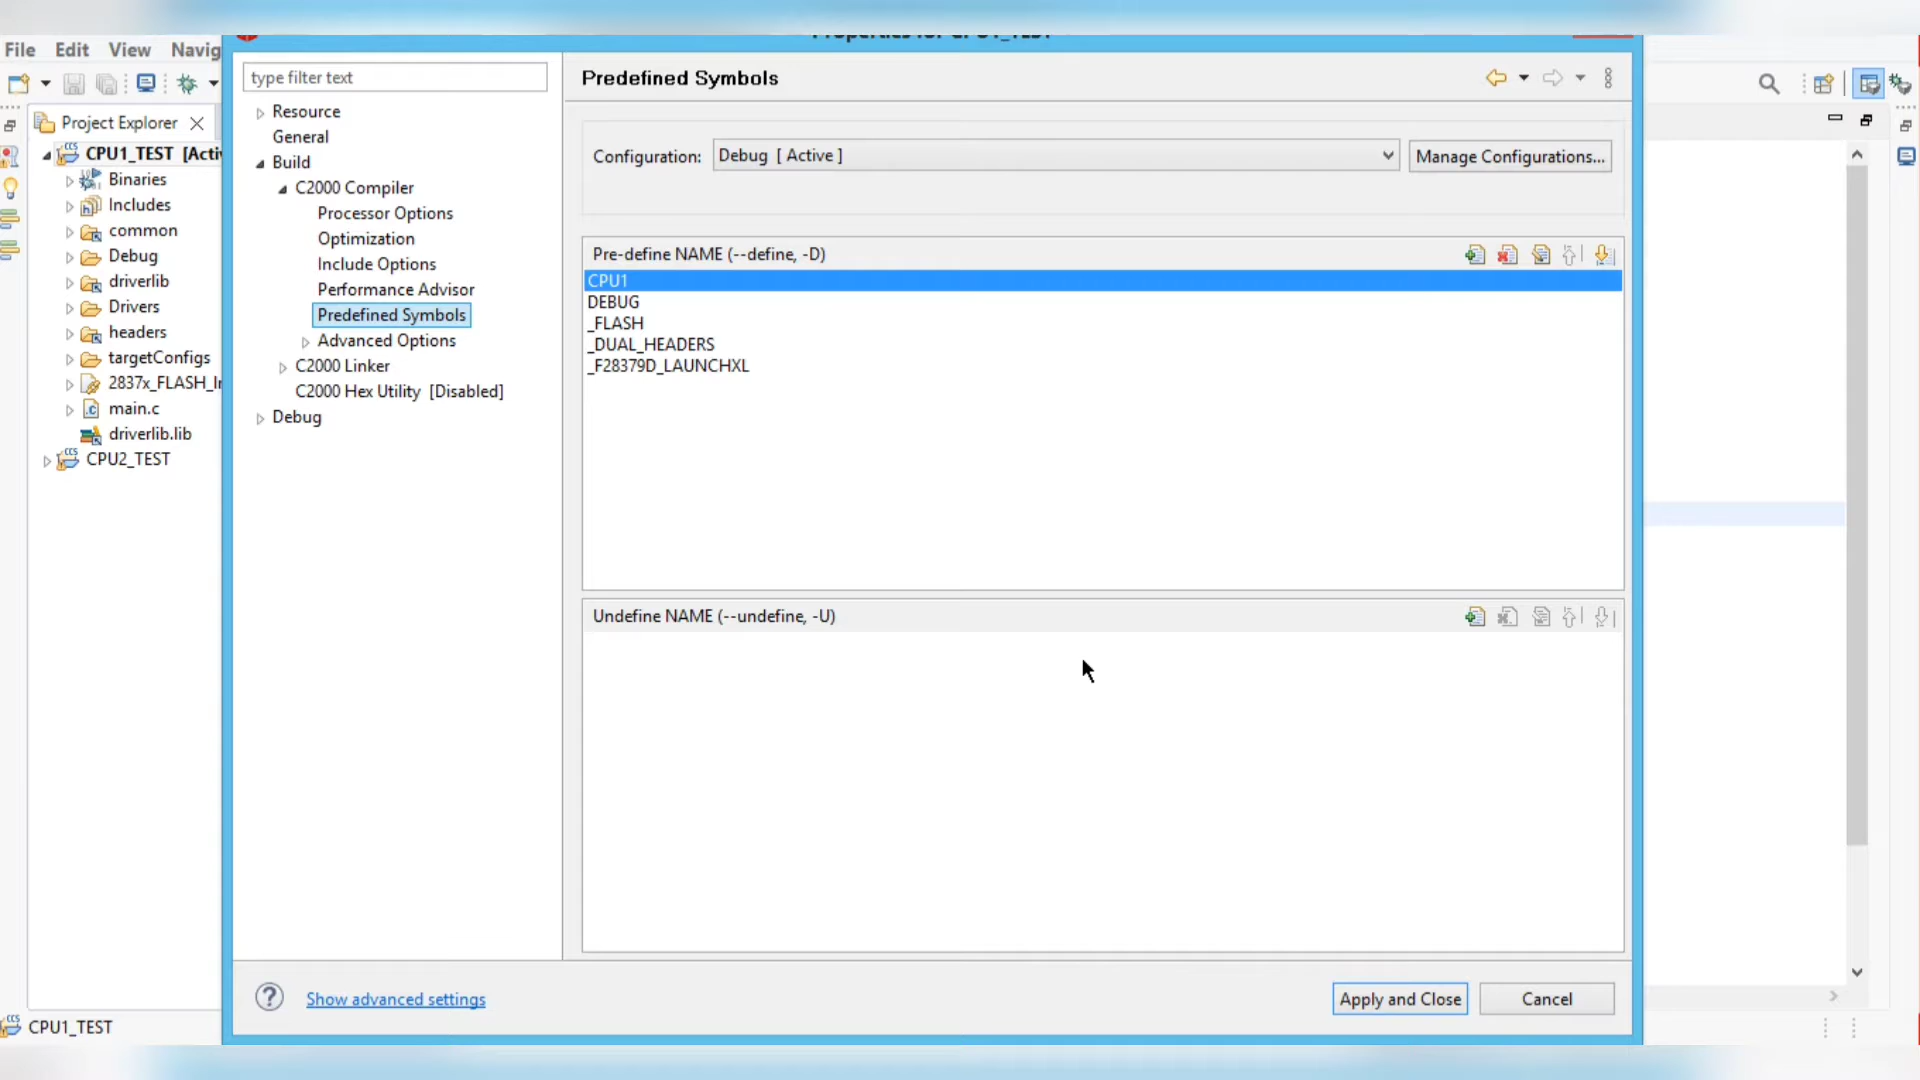 File Edit View Navig
Project Explorer
CPU1_TEST [Acti
Binaries
Includes
common
Debug
driverlib
Drivers
headers
targetConfigs
2837x_FLASH_l
main.c
driverlib.lib
CPU2_TEST
CPU1_TEST
Properties for CPU1_TEST
type filter text
Resource
General
Build
C2000 Compiler
Processor Options
Optimization
Include Options
Performance Advisor
Predefined Symbols
Advanced Options
C2000 Linker
C2000 Hex Utility [Disabled]
Debug
Predefined Symbols
Configuration: Debug [ Active ] Manage Configurations...
Pre-define NAME (--define, -D)
CPU1
DEBUG
_FLASH
_DUAL_HEADERS
_F28379D_LAUNCHXL
Undefine NAME (--undefine, -U)
Show advanced settings
Apply and Close
Cancel